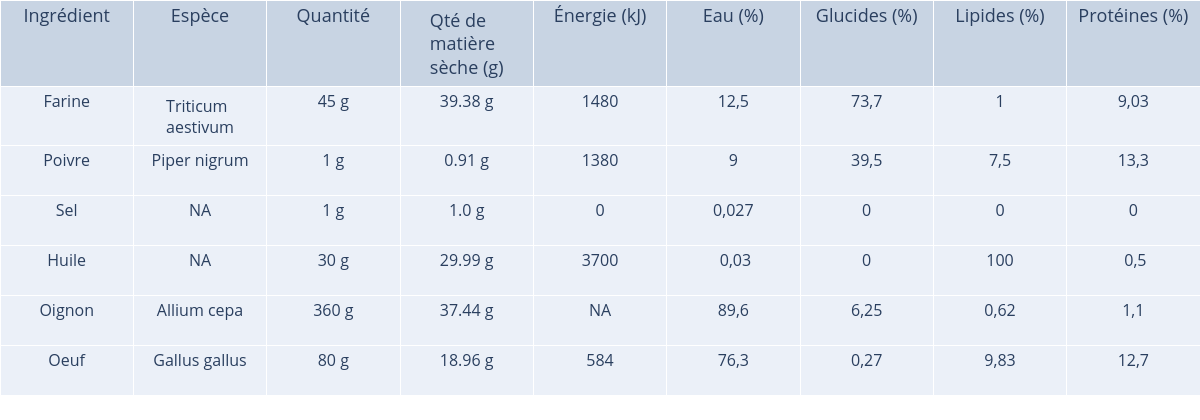 Ingrédient Espèce Quantité Qté de matière sèche (g) Énergie (kJ) Eau (%) Glucides (%) Lipides (%) Protéines (%)
Farine Triticum aestivum 45 g 39.38 g 1480 12,5 73,7 1 9,03
Poivre Piper nigrum 1 g 0.91 g 1380 9 39,5 7,5 13,3
Sel NA 1 g 1.0 g 0 0,027 0 0 0
Huile NA 30 g 29.99 g 3700 0,03 0 100 0,5
Oignon Allium cepa 360 g 37.44 g NA 89,6 6,25 0,62 1,1
Oeuf Gallus gallus 80 g 18.96 g 584 76,3 0,27 9,83 12,7